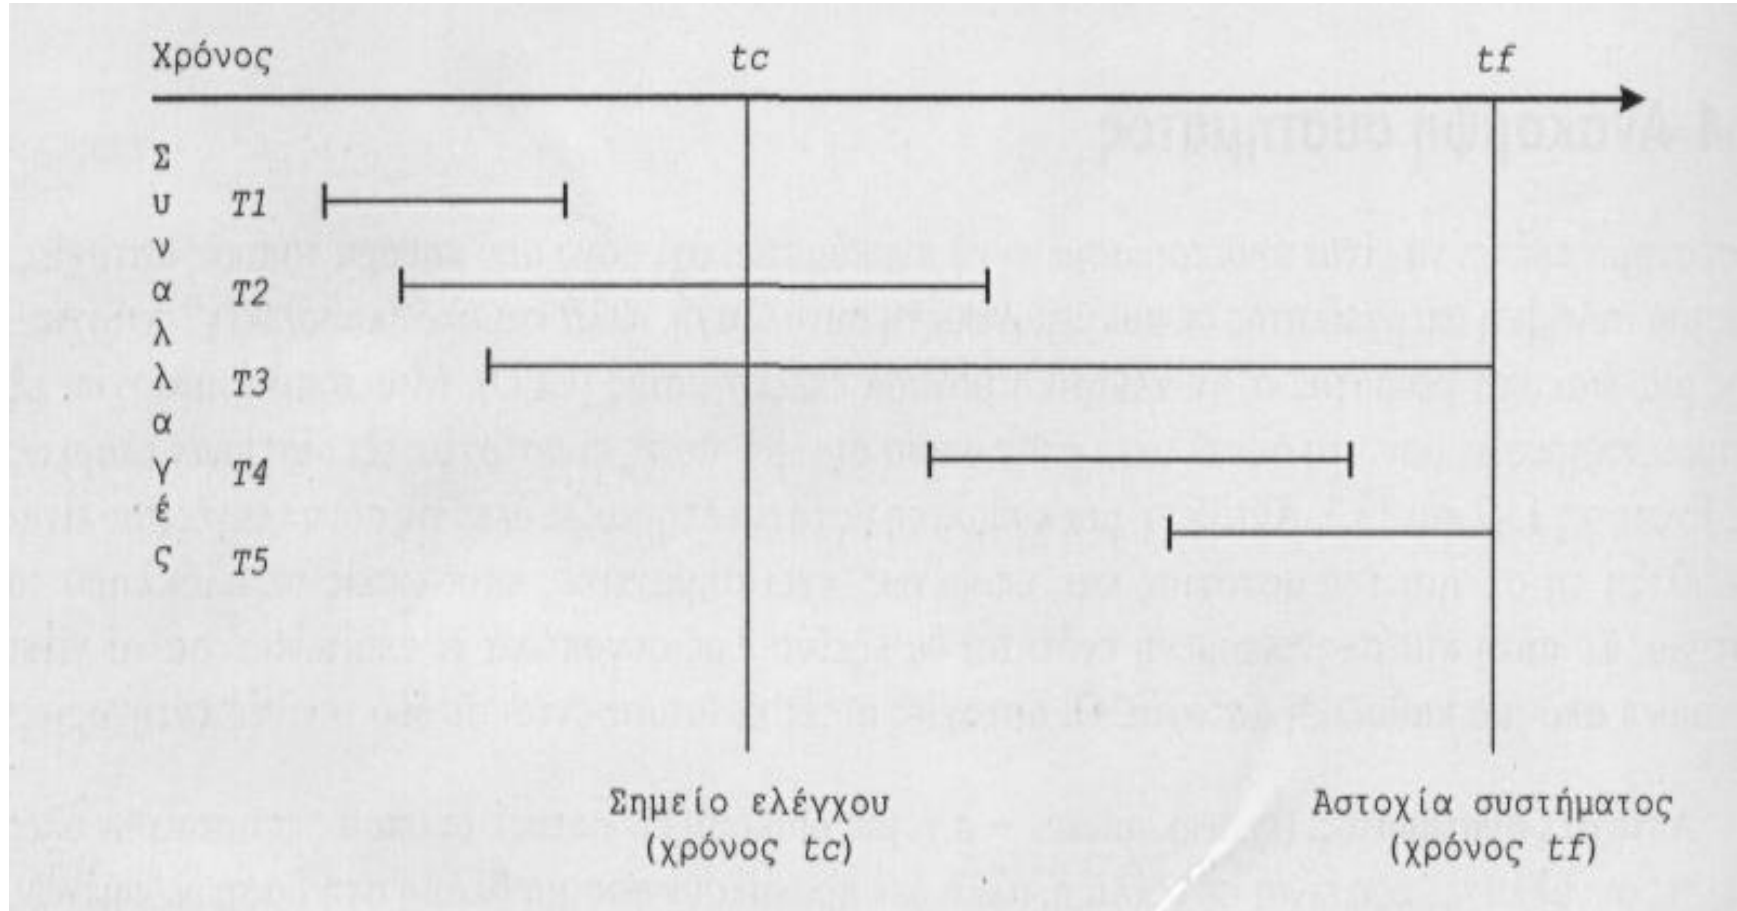 Χρόνος tc tf
Σ
υ T1
ν
α T2
λ
λ T3
α
γ T4
έ
ς T5
Σημείο ελέγχου
(χρόνος tc)
Αστοχία συστήματος
(χρόνος tf)